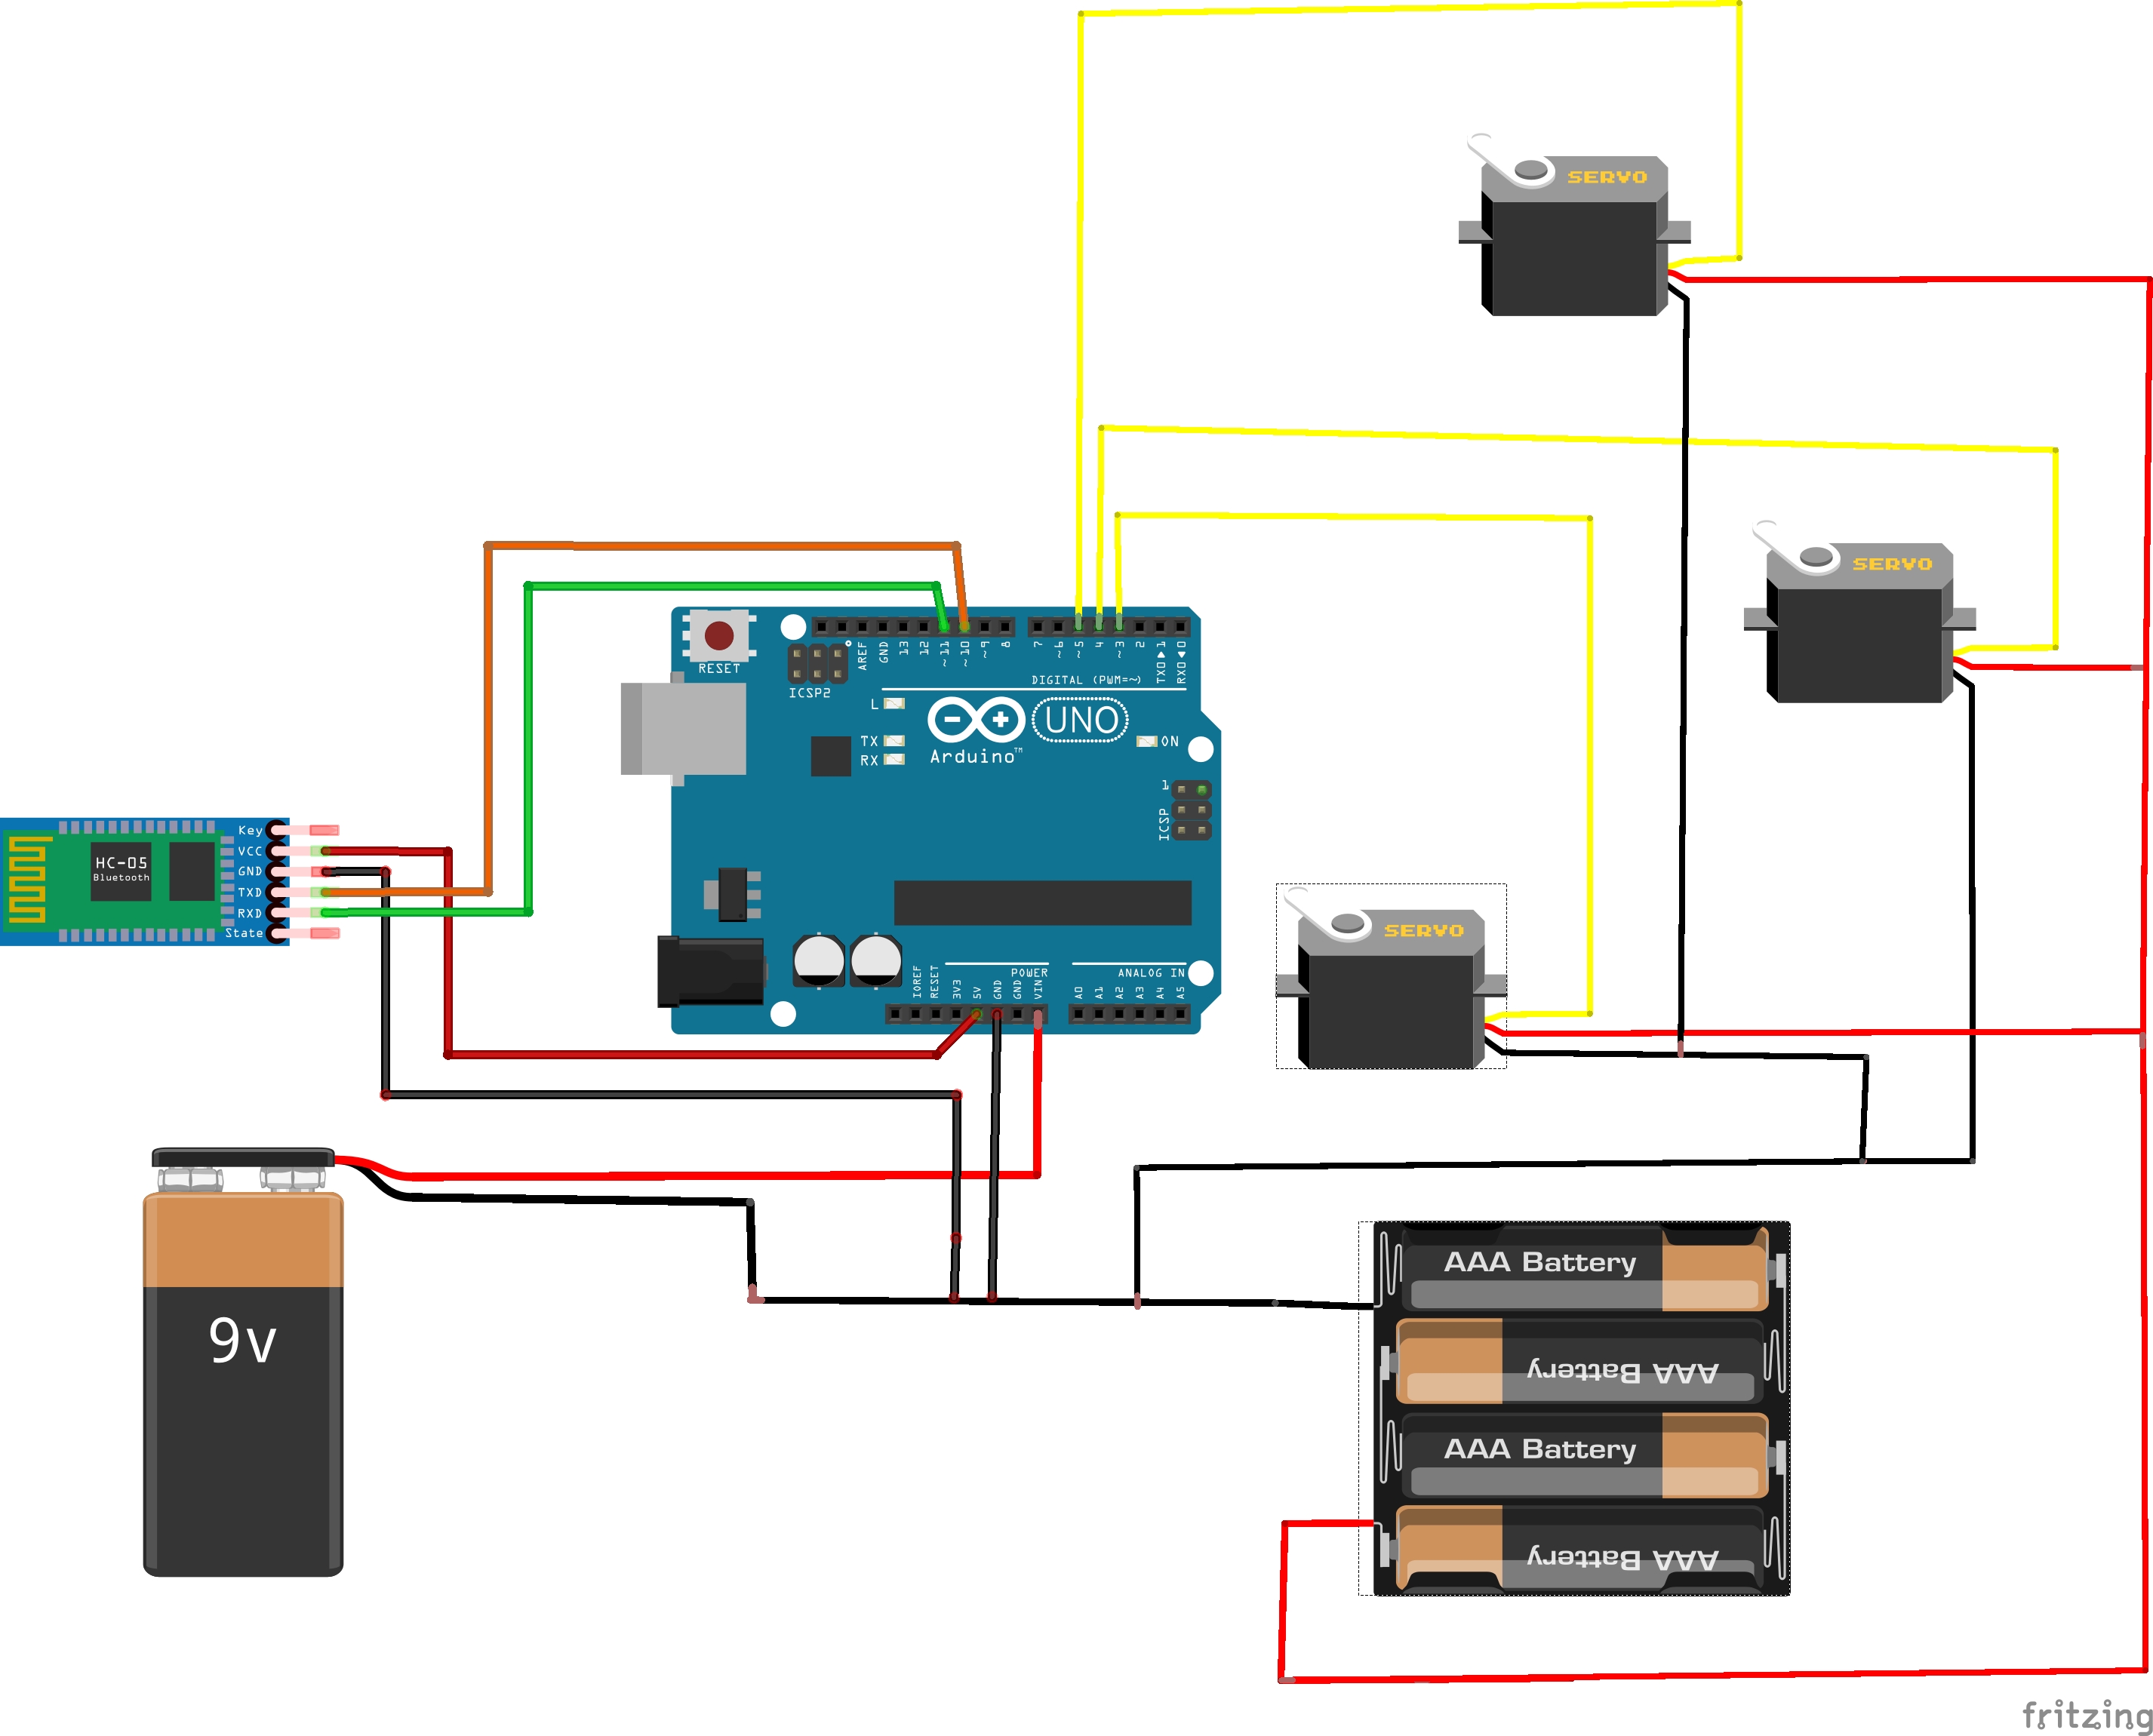 SERVO
SERVO
RESET
ICSP2
AREF
GND
13
12
~11
~10
~9
8
7
~6
~5
4
~3
2
TX0▶1
RX0◀0
DIGITAL (PWM=~)
L
TX
RX
UNO
Arduino™
ON
1
ICSP
Key
VCC
GND
TXD
RXD
State
HC-05
Bluetooth
SERVO
IOREF
RESET
3V3
5V
GND
GND
VIN
POWER
ANALOG IN
A0
A1
A2
A3
A4
A5
9v
AAA Battery
AAA Battery
AAA Battery
AAA Battery
fritzing